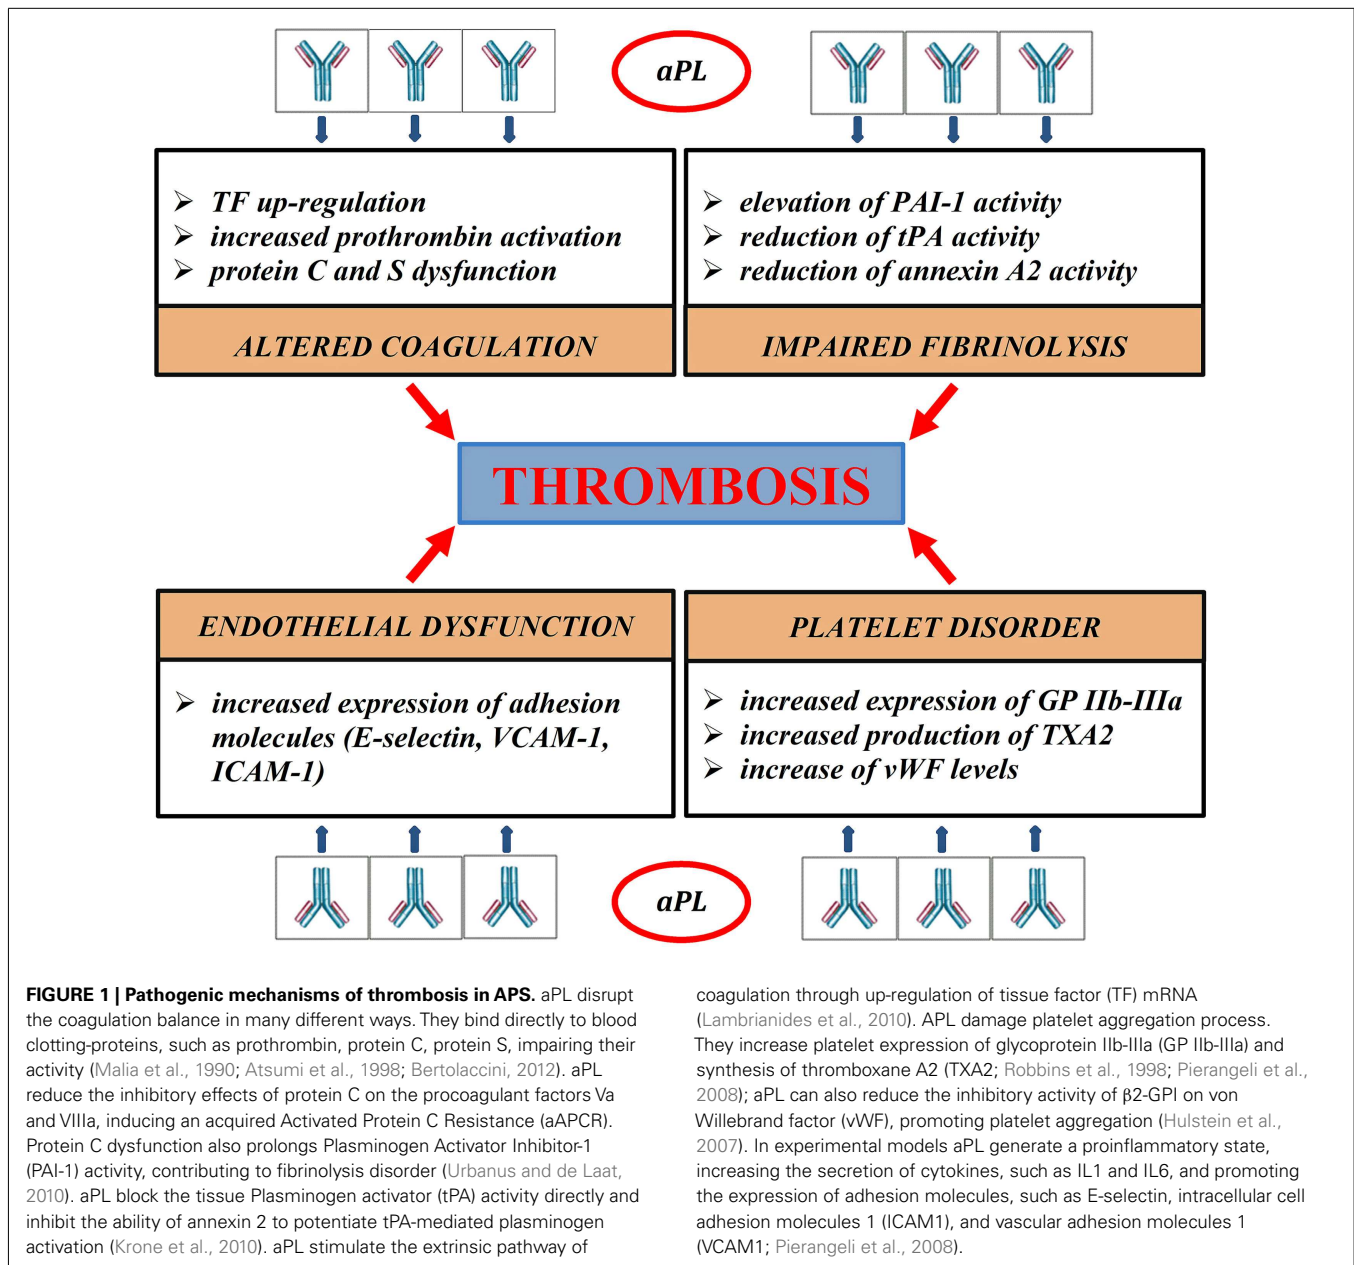 aPL
➢ TF up-regulation
➢ increased prothrombin activation
➢ protein C and S dysfunction
ALTERED COAGULATION
➢ elevation of PAI-1 activity
➢ reduction of tPA activity
➢ reduction of annexin A2 activity
IMPAIRED FIBRINOLYSIS
THROMBOSIS
ENDOTHELIAL DYSFUNCTION
➢ increased expression of adhesion
molecules (E-selectin, VCAM-1,
ICAM-1)
PLATELET DISORDER
➢ increased expression of GP IIb-IIIa
➢ increased production of TXA2
➢ increase of vWF levels
aPL
FIGURE 1 | Pathogenic mechanisms of thrombosis in APS. aPL disrupt
the coagulation balance in many different ways. They bind directly to blood
clotting-proteins, such as prothrombin, protein C, protein S, impairing their
activity (Malia et al., 1990; Atsumi et al., 1998; Bertolaccini, 2012). aPL
reduce the inhibitory effects of protein C on the procoagulant factors Va
and VIIIa, inducing an acquired Activated Protein C Resistance (aAPCR).
Protein C dysfunction also prolongs Plasminogen Activator Inhibitor-1
(PAI-1) activity, contributing to fibrinolysis disorder (Urbanus and de Laat,
2010). aPL block the tissue Plasminogen activator (tPA) activity directly and
inhibit the ability of annexin 2 to potentiate tPA-mediated plasminogen
activation (Krone et al., 2010). aPL stimulate the extrinsic pathway of
coagulation through up-regulation of tissue factor (TF) mRNA
(Lambrianides et al., 2010). APL damage platelet aggregation process.
They increase platelet expression of glycoprotein IIb-IIIa (GP IIb-IIIa) and
synthesis of thromboxane A2 (TXA2; Robbins et al., 1998; Pierangeli et al.,
2008); aPL can also reduce the inhibitory activity of β2-GPI on von
Willebrand factor (vWF), promoting platelet aggregation (Hulstein et al.,
2007). In experimental models aPL generate a proinflammatory state,
increasing the secretion of cytokines, such as IL1 and IL6, and promoting
the expression of adhesion molecules, such as E-selectin, intracellular cell
adhesion molecules 1 (ICAM1), and vascular adhesion molecules 1
(VCAM1; Pierangeli et al., 2008).